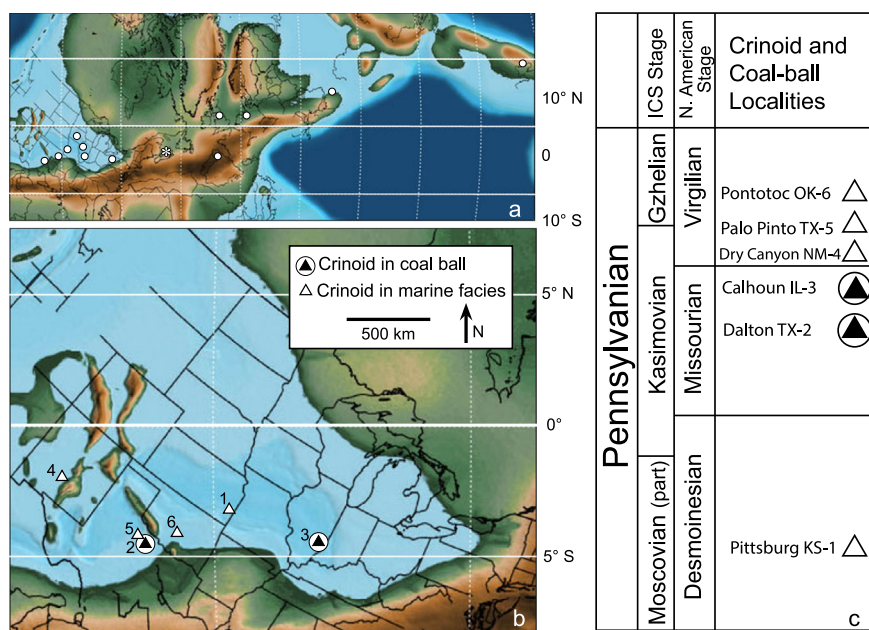 10° N
0
10° S
a
Crinoid in coal ball
Crinoid in marine facies
500 km
N
5° N
0°
5° S
4
1
5
6
2
3
b
ICS Stage
N. American
Stage
Crinoid and
Coal-ball
Localities
Pennsylvanian
Gzhelian
Kasimovian
Moscovian (part)
Virgilian
Missourian
Desmoinesian
Pontotoc OK-6
Palo Pinto TX-5
Dry Canyon NM-4
Calhoun IL-3
Dalton TX-2
Pittsburg KS-1
c